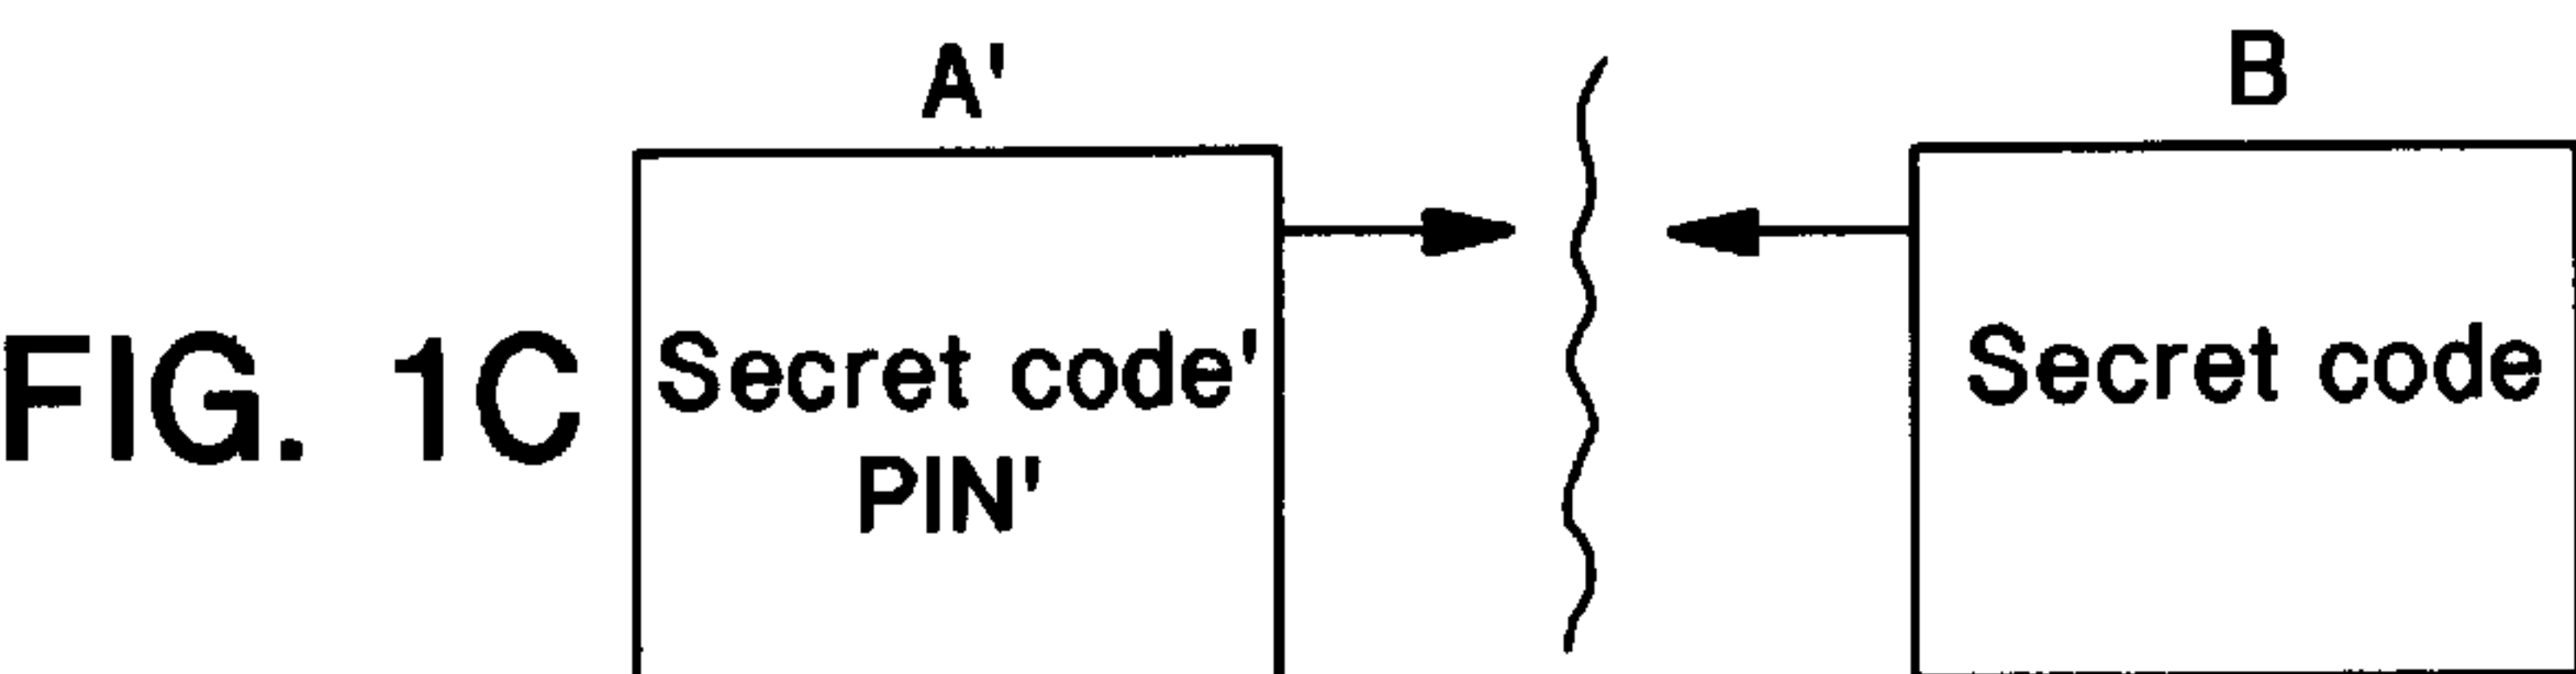 A'
B
FIG. 1C
Secret code'
PIN'
Secret code